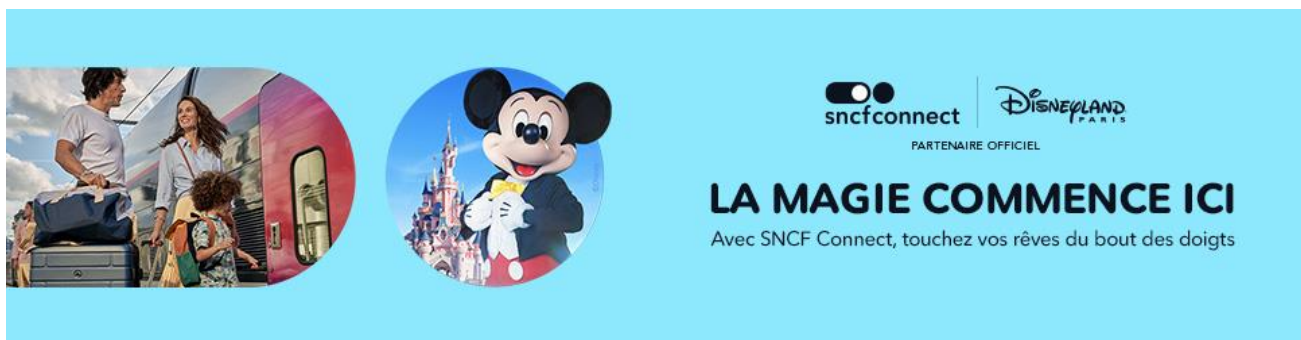 sncfconnect
DISNEYLAND
PARIS
PARTENAIRE OFFICIEL
LA MAGIE COMMENCE ICI
Avec SNCF Connect, touchez vos rêves du bout des doigts